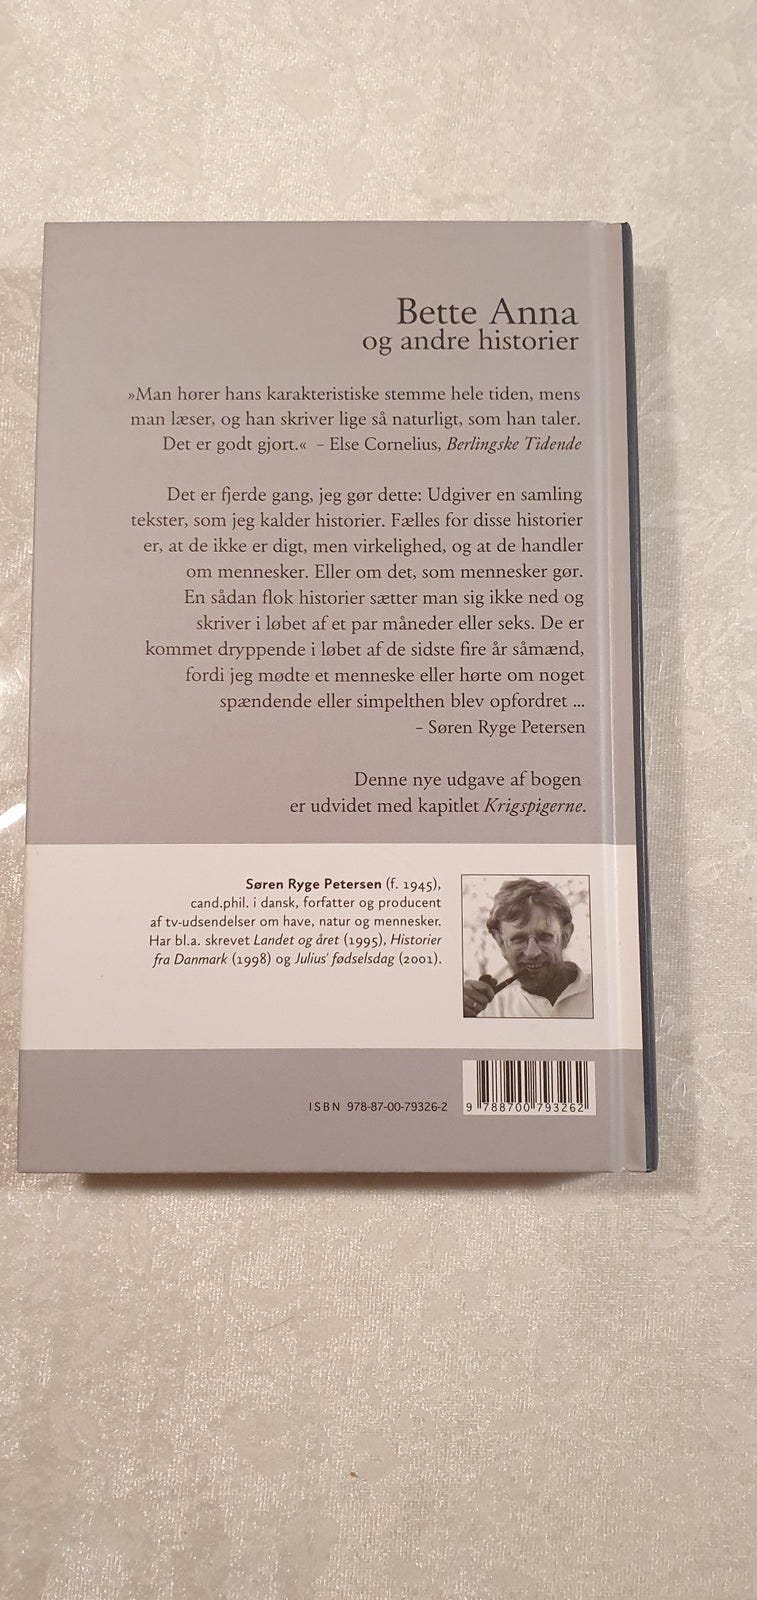 Bette Anna
og andre historier
»Man hører hans karakteristiske stemme hele tiden, mens
man læser, og han skriver lige så naturligt, som han taler.
Det er godt gjort.« – Else Cornelius, Berlingske Tidende
Det er fjerde gang, jeg gør dette: Udgiver en samling
tekster, som jeg kalder historier. Fælles for disse historier
er, at de ikke er digt, men virkelighed, og at de handler
om mennesker. Eller om det, som mennesker gør.
En sådan flok historier sætter man sig ikke ned og
skriver i løbet af et par måneder eller seks. De er
kommet dryppende i løbet af de sidste fire år såmænd,
fordi jeg mødte et menneske eller hørte om noget
spændende eller simpelthen blev opfordret ...
– Søren Ryge Petersen
Denne nye udgave af bogen
er udvidet med kapitlet Krigspigerne.
Søren Ryge Petersen (f. 1945),
cand.phil. i dansk, forfatter og producent
af tv-udsendelser om have, natur og mennesker.
Har bl.a. skrevet Landet og året (1995), Historier
fra Danmark (1998) og Julius' fødselsdag (2001).
ISBN 978-87-00-79326-2
9 788700 793262